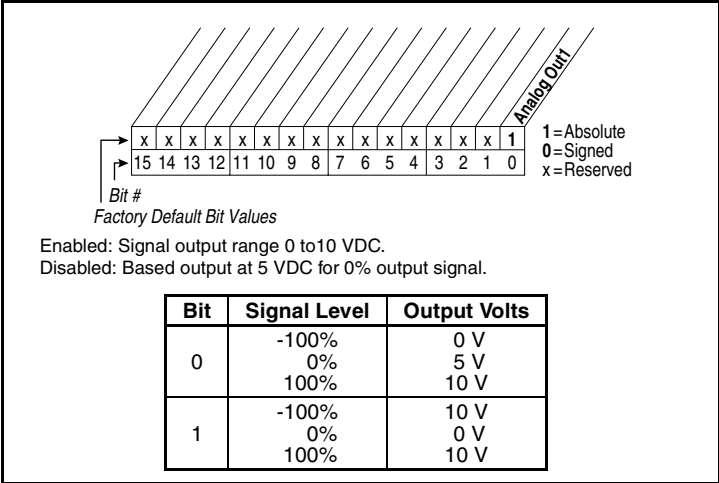 Analog Out1
x x x x x x x x x x x x x x x 1
15 14 13 12 11 10 9 8 7 6 5 4 3 2 1 0
1=Absolute
0=Signed
x=Reserved
Bit #
Factory Default Bit Values
Enabled: Signal output range 0 to10 VDC.
Disabled: Based output at 5 VDC for 0% output signal.
Bit Signal Level Output Volts
-100% 0 V
0 0% 5 V
100% 10 V
-100% 10 V
1 0% 0 V
100% 10 V